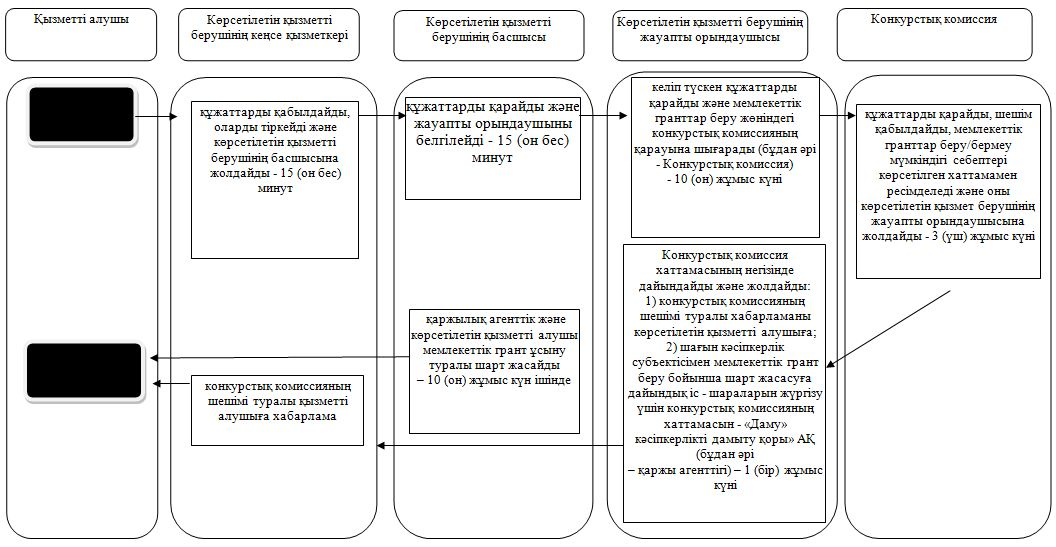 Қызметті алушы
Көрсетілетін қызметті
берушінің кеңсе қызметкері
Көрсетілетін қызметті
берушінің басшысы
Көрсетілетін қызметті берушінің
жауапты орындаушысы
Конкурстық комиссия
құжаттарды қабылдайды,
оларды тіркейді және
көрсетілетін қызметті
берушінің басшысына
жолдайды - 15 (он бес)
минут
құжаттарды қарайды және
жауапты орындаушыны
белгілейді - 15 (он бес)
минут
келіп түскен құжаттарды
қарайды және мемлекеттік
гранттар беру жөніндегі
конкурстық комиссияның
қарауына шығарады (бұдан әрі
- Конкурстық комиссия)
- 10 (он) жұмыс күні
құжаттарды қарайды, шешім
қабылдайды, мемлекеттік
гранттар беру/бермеу
мүмкіндігі себептері
көрсетілген хаттамамен
ресімделеді және оны
көрсетілетін қызмет берушінің
жауапты орындаушысына
жолдайды - 3 (үш) жұмыс күні
Конкурстық комиссия
хаттамасының негізінде
дайындайды және жолдайды:
1) конкурстық комиссияның
шешімі туралы хабарламаны
көрсетілетін қызметті алушыға;
2) шағын кәсіпкерлік
субъектісімен мемлекеттік грант
беру бойынша шарт жасасуға
дайындық іс - шараларын жүргізу
үшін конкурстық комиссияның
хаттамасын - «Даму»
кәсіпкерлікті дамыту қоры» АҚ
(бұдан әрі
– қаржы агенттігі) – 1 (бір) жұмыс
күні
қаржылық агенттік және
көрсетілетін қызметті алушы
мемлекеттік грант ұсыну
туралы шарт жасайды
– 10 (он) жұмыс күн ішінде
конкурстық комиссияның
шешімі туралы қызметті
алушыға хабарлама